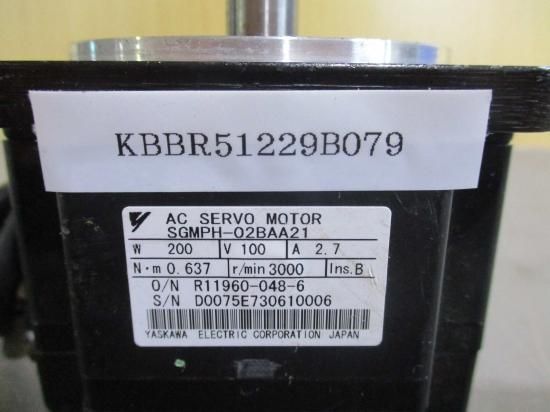 KBBR51229B079
AC SERVO MOTOR
SGMPH-02BAA21
W 200 V 100 A 2.7
N·m 0.637 r/min 3000 Ins.B
O/N R11960-048-6
S/N D0075E730610006
YASKAWA ELECTRIC CORPORATION JAPAN